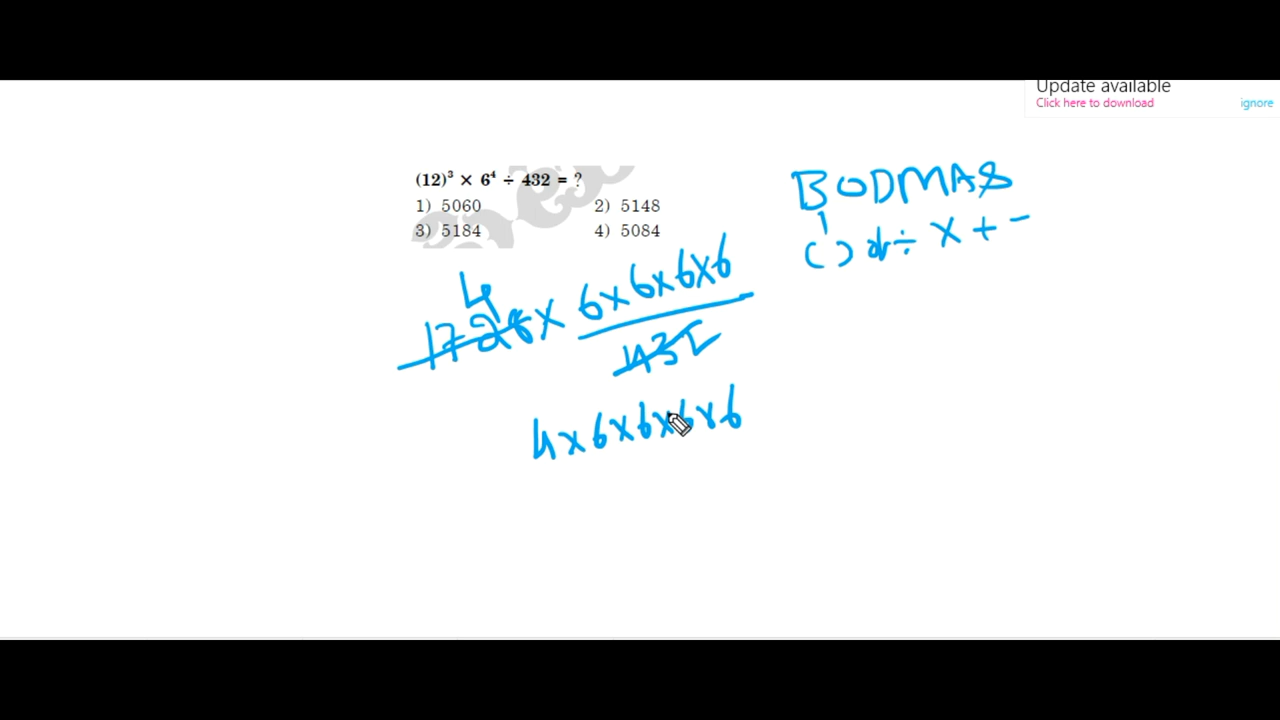 Update available
Click here to download ignore
(12)³ × 6⁴ ÷ 432 = ?
1) 5060 2) 5148
3) 5184 4) 5084
BODMAS
( ) ÷ × + -
4
1728 × 6×6×6×6
432
4×6×6×6×6